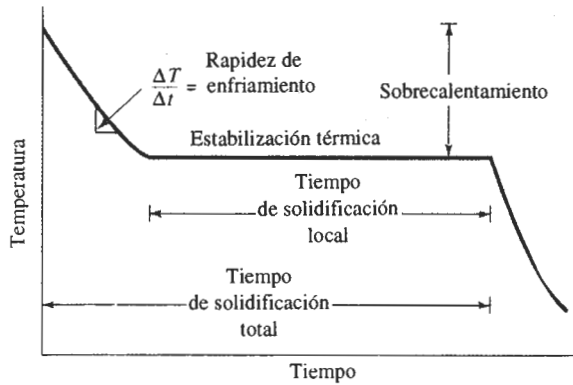 Rapidez de
enfriamiento
ΔT
Δt
=
Sobrecalentamiento
Estabilización térmica
Tiempo
de solidificación
local
Tiempo
de solidificación
total
Temperatura
Tiempo